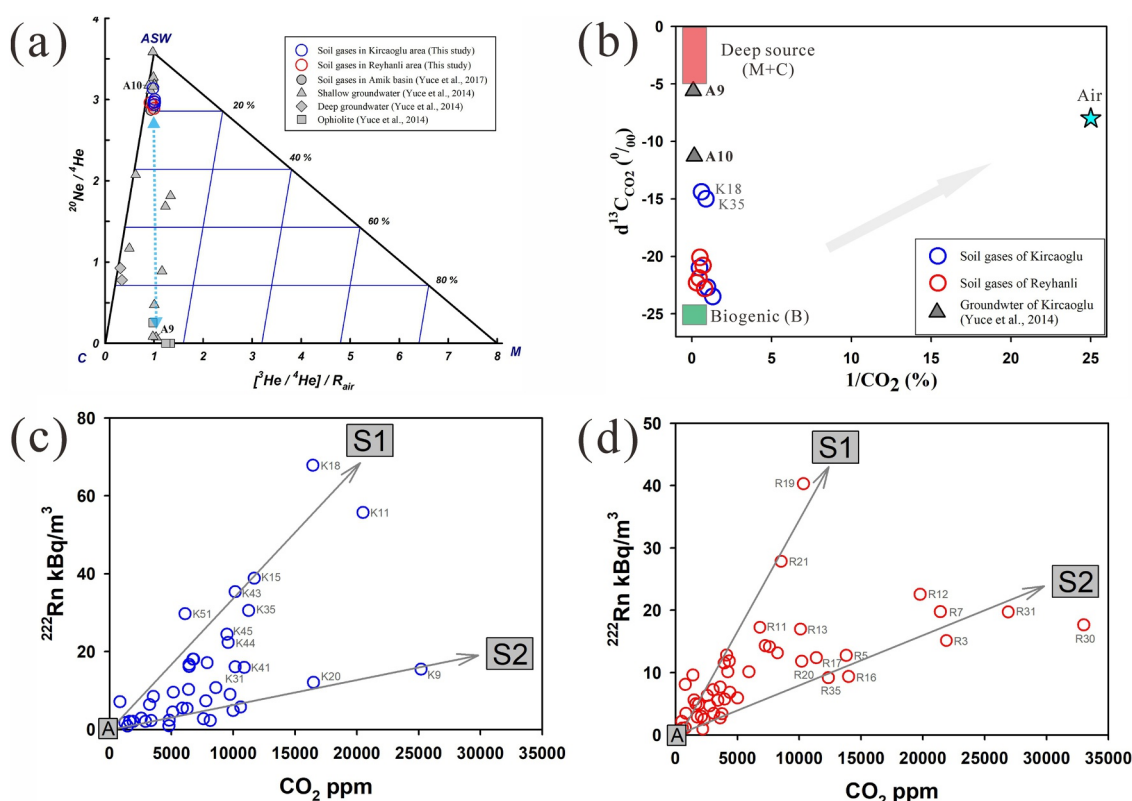 (a)
ASW
A10
20 %
40 %
60 %
80 %
A9
C
M
4
3
2
1
0
0 1 2 3 4 5 6 7 8
²⁰Ne / ⁴He
[³He / ⁴He] / R_air
Soil gases in Kircaoglu area (This study)
Soil gases in Reyhanli area (This study)
Soil gases in Amik basin (Yuce et al., 2017)
Shallow groundwater (Yuce et al., 2014)
Deep groundwater (Yuce et al., 2014)
Ophiolite (Yuce et al., 2014)
(b)
0
-5
-10
-15
-20
-25
d¹³C_CO2 (⁰/₀₀)
Deep source
(M+C)
A9
A10
Air
K18
K35
Biogenic (B)
Soil gases of Kircaoglu
Soil gases of Reyhanli
Groundwter of Kircaoglu
(Yuce et al., 2014)
0 5 10 15 20 25
1/CO₂ (%)
(c)
80
60
40
20
0
²²²Rn kBq/m³
S1
K18
K11
K15
K43
K51
K35
K45
K44
K41
K31
S2
K20
K9
A
0 5000 10000 15000 20000 25000 30000 35000
CO₂ ppm
(d)
50
40
30
20
10
0
²²²Rn kBq/m³
S1
R19
R21
S2
R12
R11
R13
R7
R31
R30
R3
R5
R17
R20
R16
R35
A
0 5000 10000 15000 20000 25000 30000 35000
CO₂ ppm